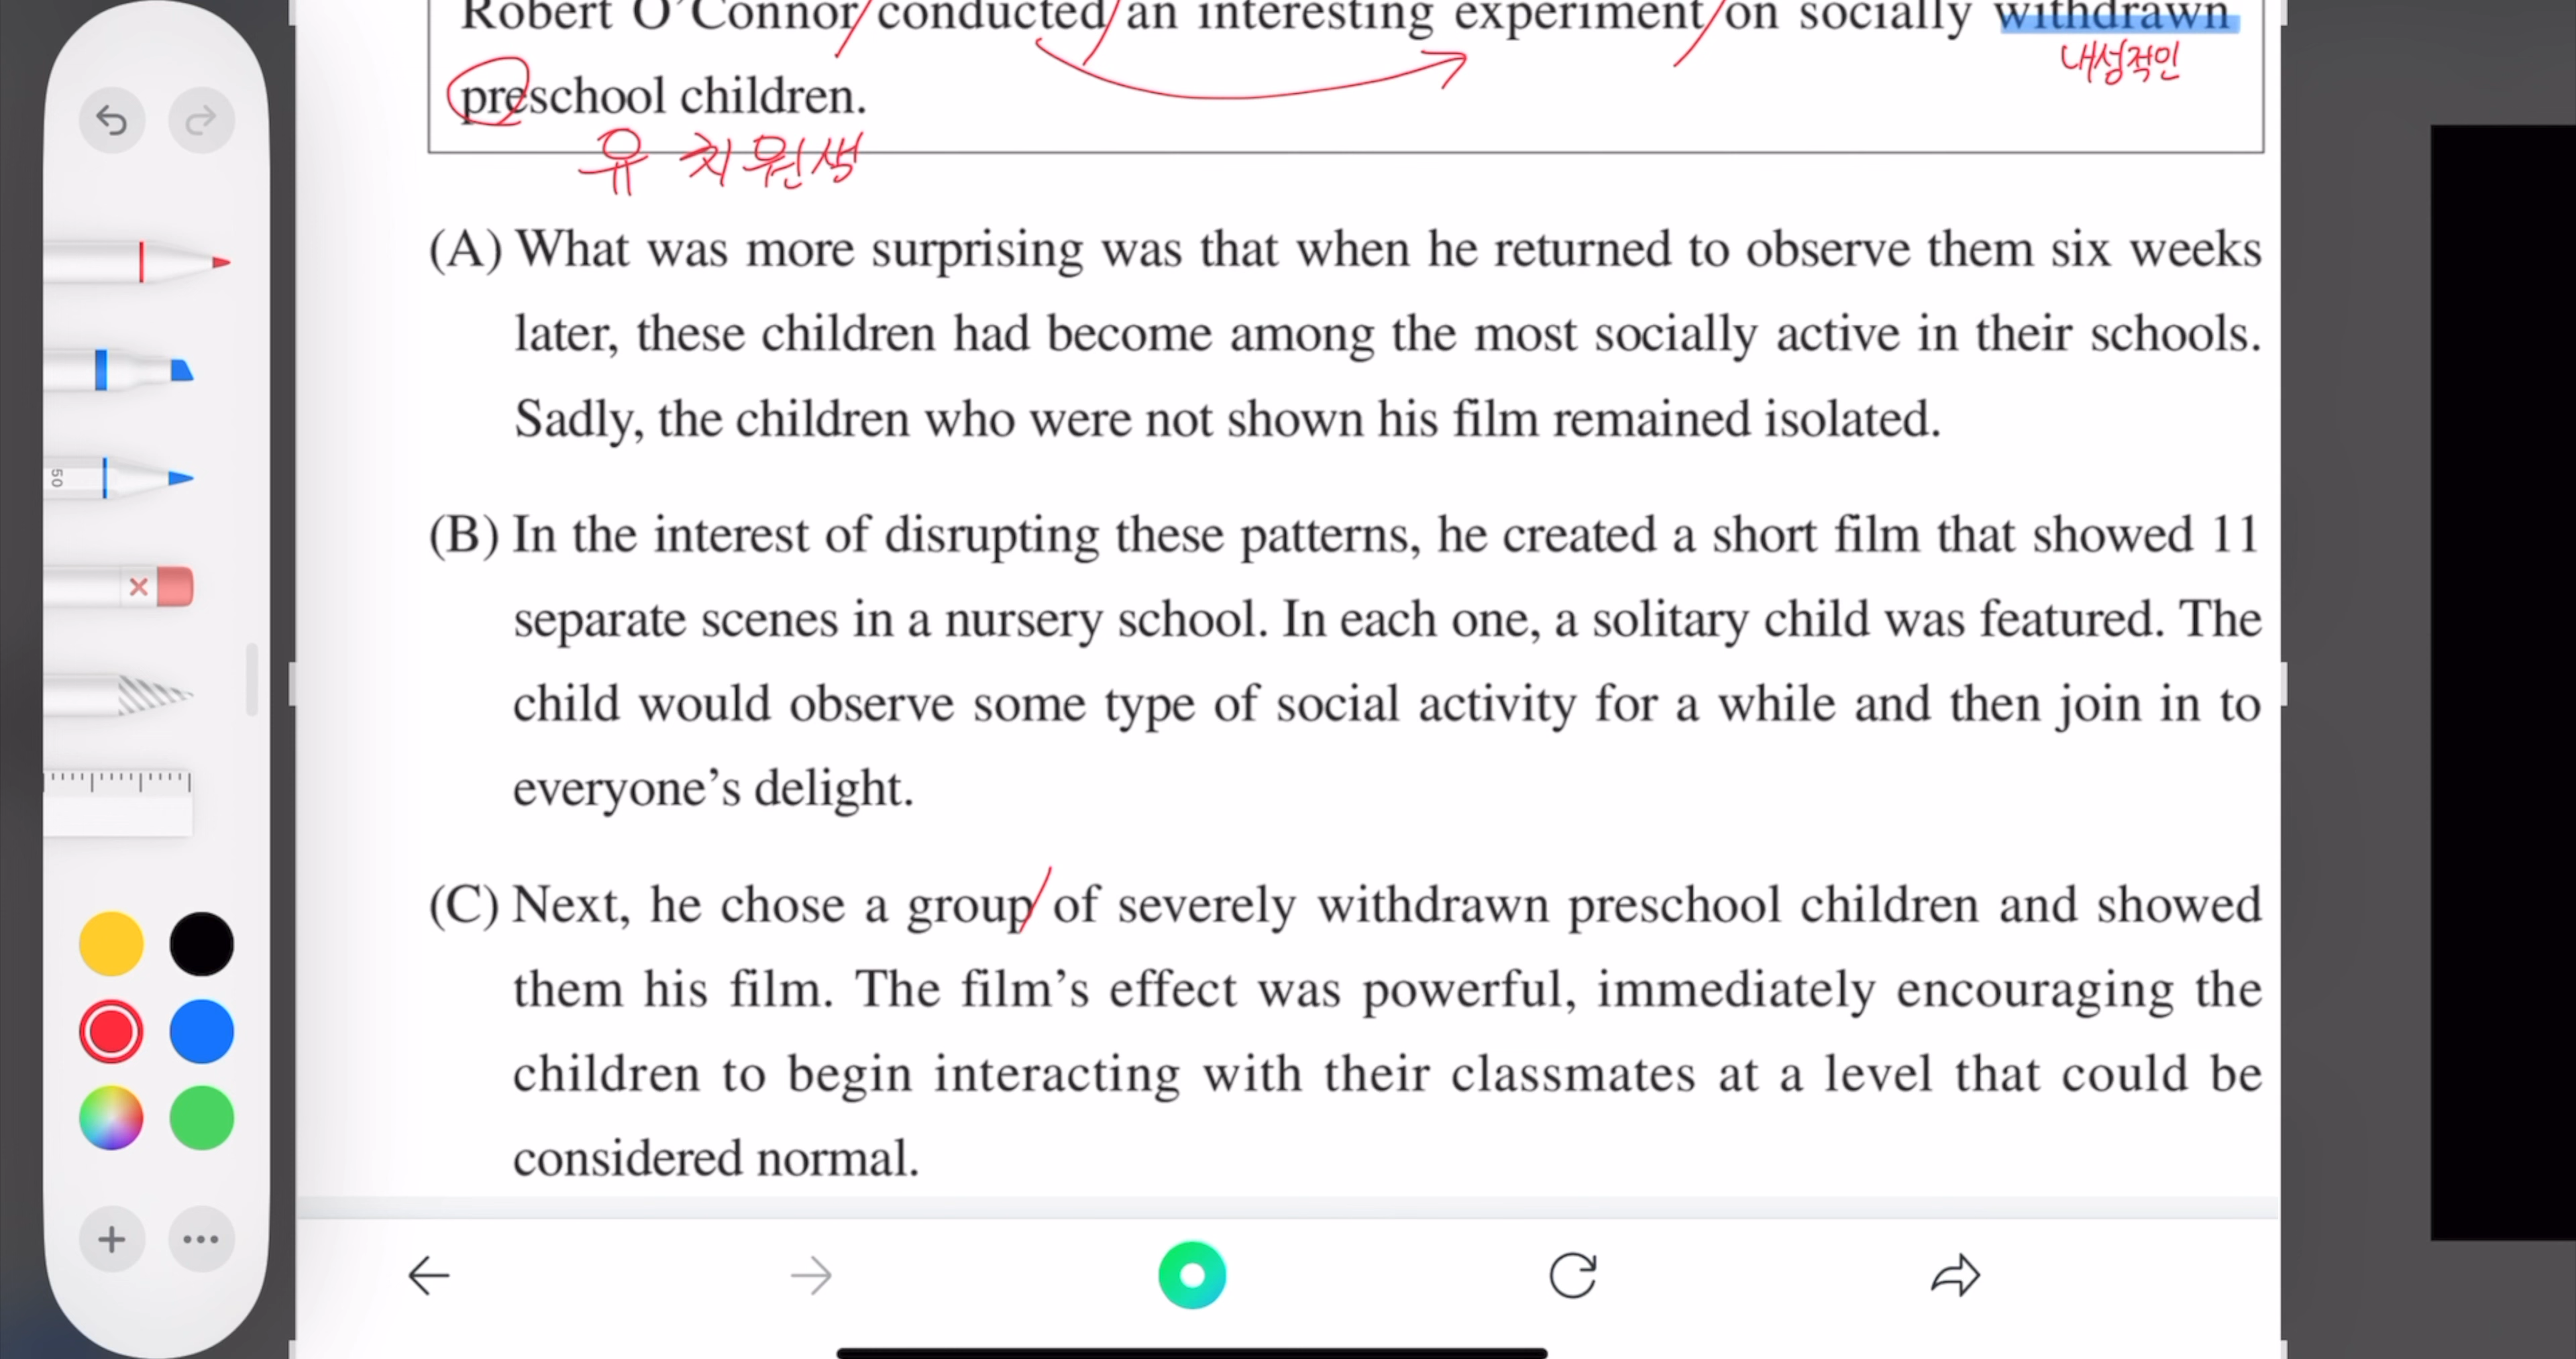 Robert O'Connor conducted an interesting experiment on socially withdrawn
내성적인
preschool children.
유치원생
(A) What was more surprising was that when he returned to observe them six weeks
later, these children had become among the most socially active in their schools.
Sadly, the children who were not shown his film remained isolated.
(B) In the interest of disrupting these patterns, he created a short film that showed 11
separate scenes in a nursery school. In each one, a solitary child was featured. The
child would observe some type of social activity for a while and then join in to
everyone's delight.
(C) Next, he chose a group of severely withdrawn preschool children and showed
them his film. The film's effect was powerful, immediately encouraging the
children to begin interacting with their classmates at a level that could be
considered normal.
50